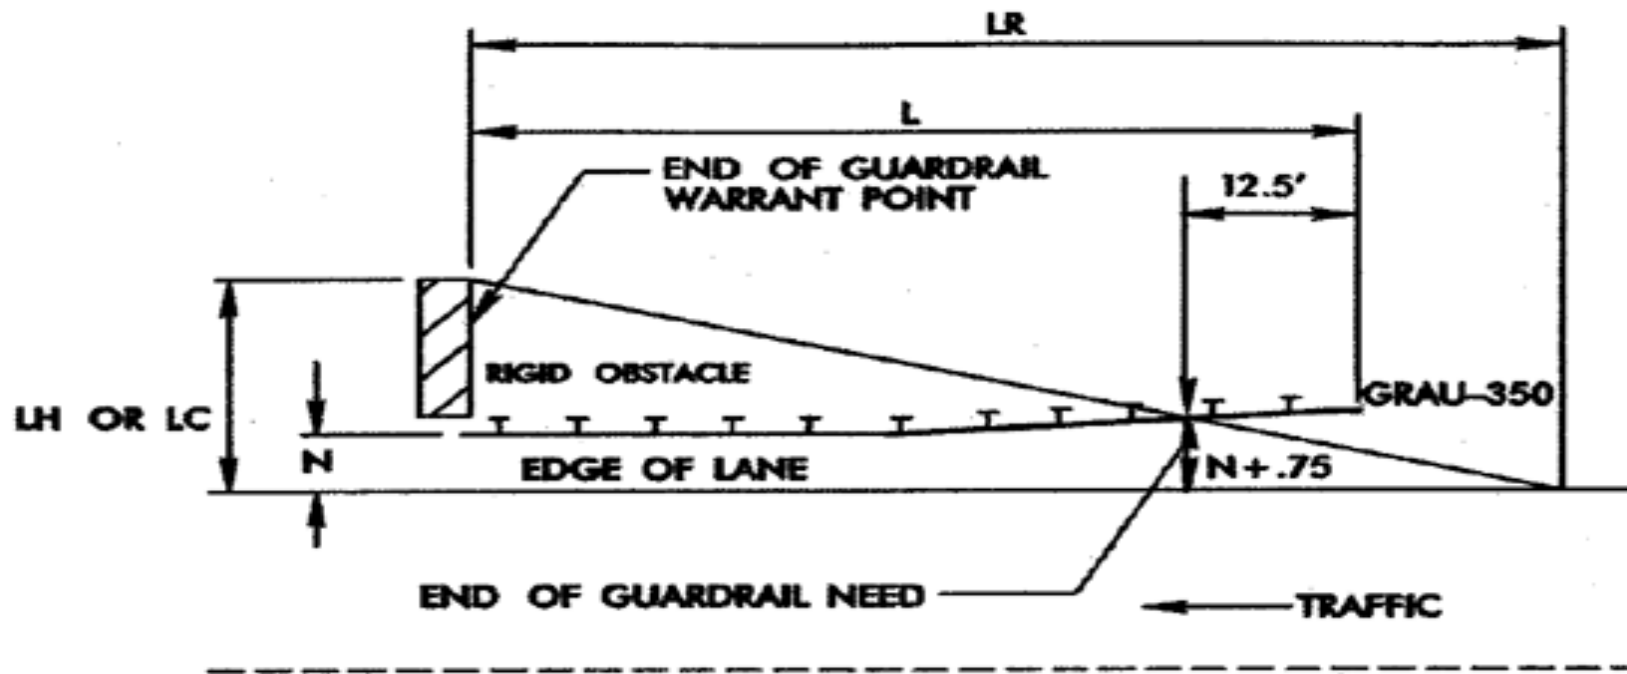 LR
L
END OF GUARDRAIL
WARRANT POINT
12.5'
RIGID OBSTACLE
GRAU-350
LH OR LC
N
EDGE OF LANE
N+.75
END OF GUARDRAIL NEED
TRAFFIC